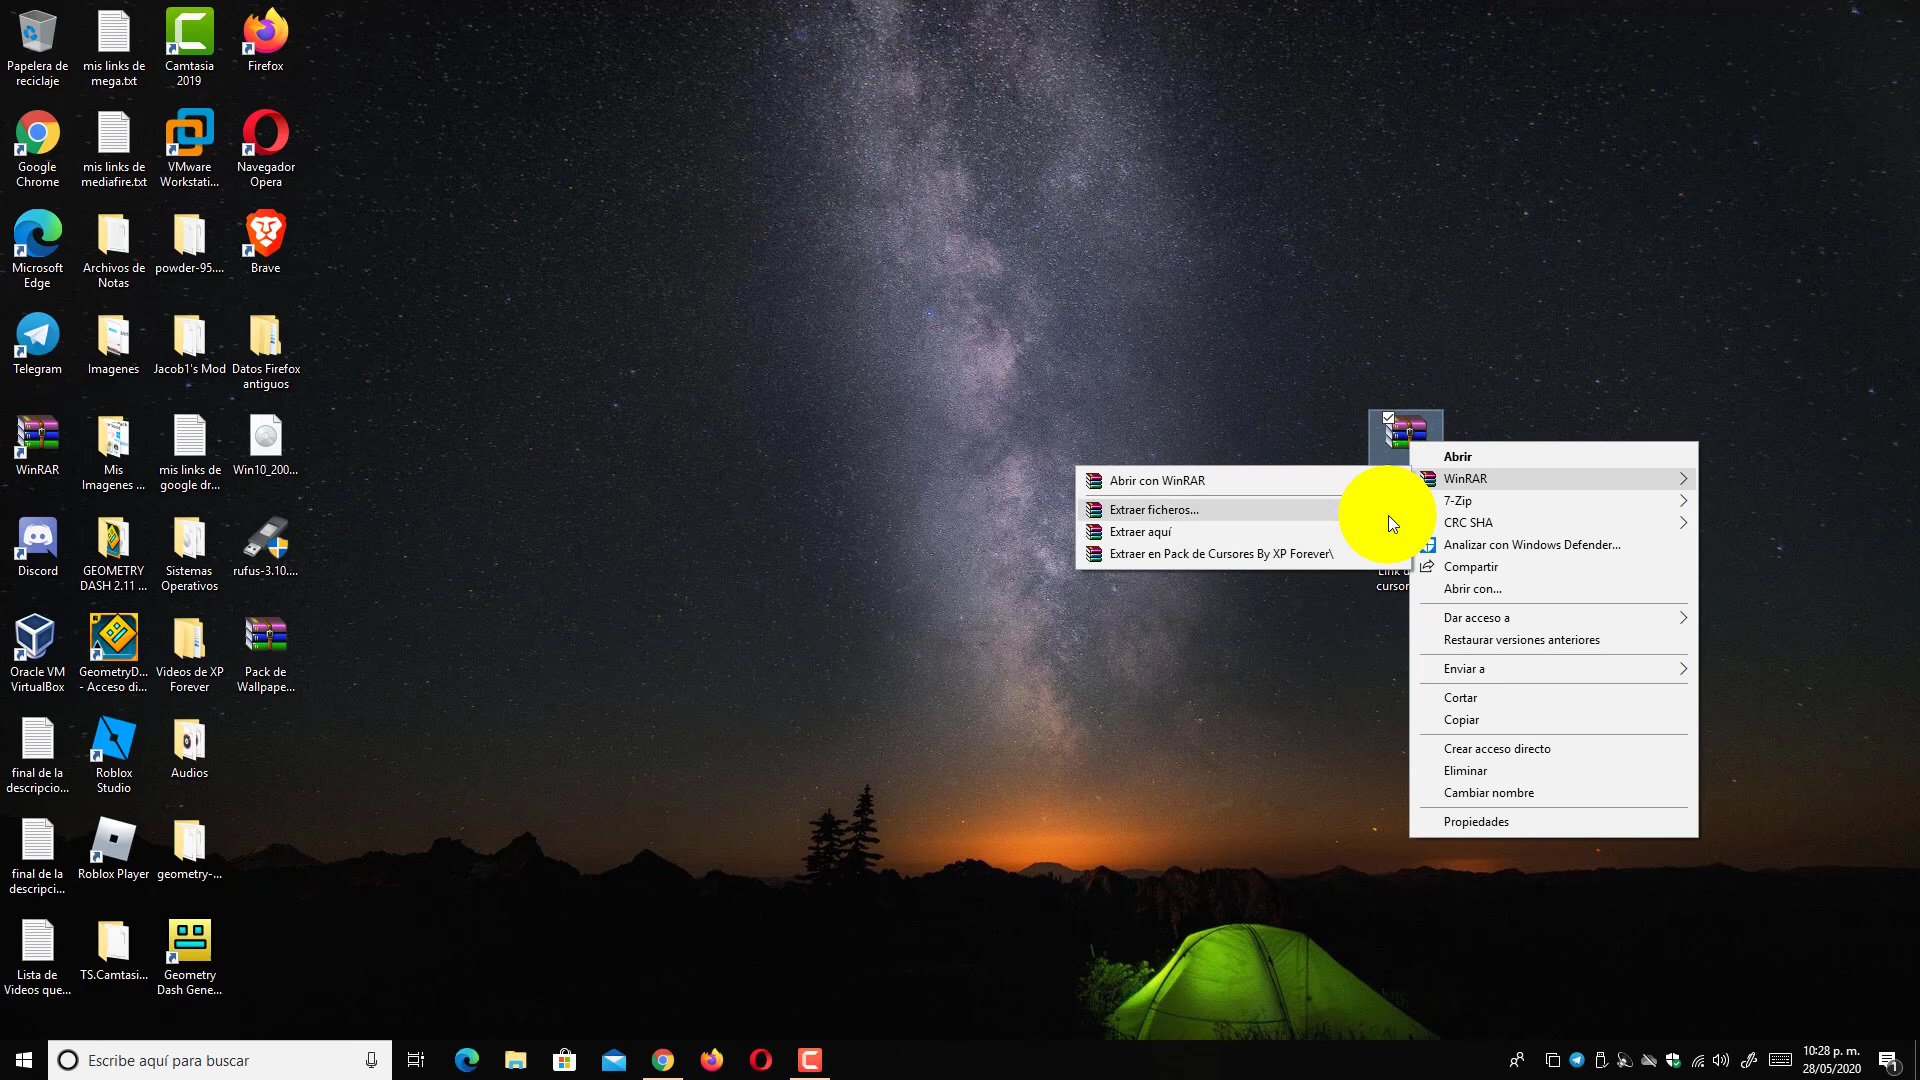 Papelera de
reciclaje
mis links de
mega.txt
Camtasia
2019
Firefox
Google
Chrome
mis links de
mediafire.txt
VMware
Workstati...
Navegador
Opera
Microsoft
Edge
Archivos de
Notas
powder-95....
Brave
Telegram
Imagenes
Jacob1's Mod
Datos Firefox
antiguos
WinRAR
Mis
Imagenes ...
mis links de
google dr...
Win10_200...
Discord
GEOMETRY
DASH 2.11 ...
Sistemas
Operativos
rufus-3.10....
Oracle VM
VirtualBox
GeometryD...
- Acceso di...
Videos de XP
Forever
Pack de
Wallpape...
final de la
descripcio...
Roblox
Studio
Audios
final de la
descripci...
Roblox Player
geometry-...
Lista de
Videos que...
TS.Camtasi...
Geometry
Dash Gene...
cursor
Abrir con WinRAR
Extraer ficheros...
Extraer aquí
Extraer en Pack de Cursores By XP Forever\
Abrir
WinRAR
7-Zip
CRC SHA
Analizar con Windows Defender...
Compartir
Abrir con...
Dar acceso a
Restaurar versiones anteriores
Enviar a
Cortar
Copiar
Crear acceso directo
Eliminar
Cambiar nombre
Propiedades
Escribe aquí para buscar
10:28 p. m.
28/05/2020
1